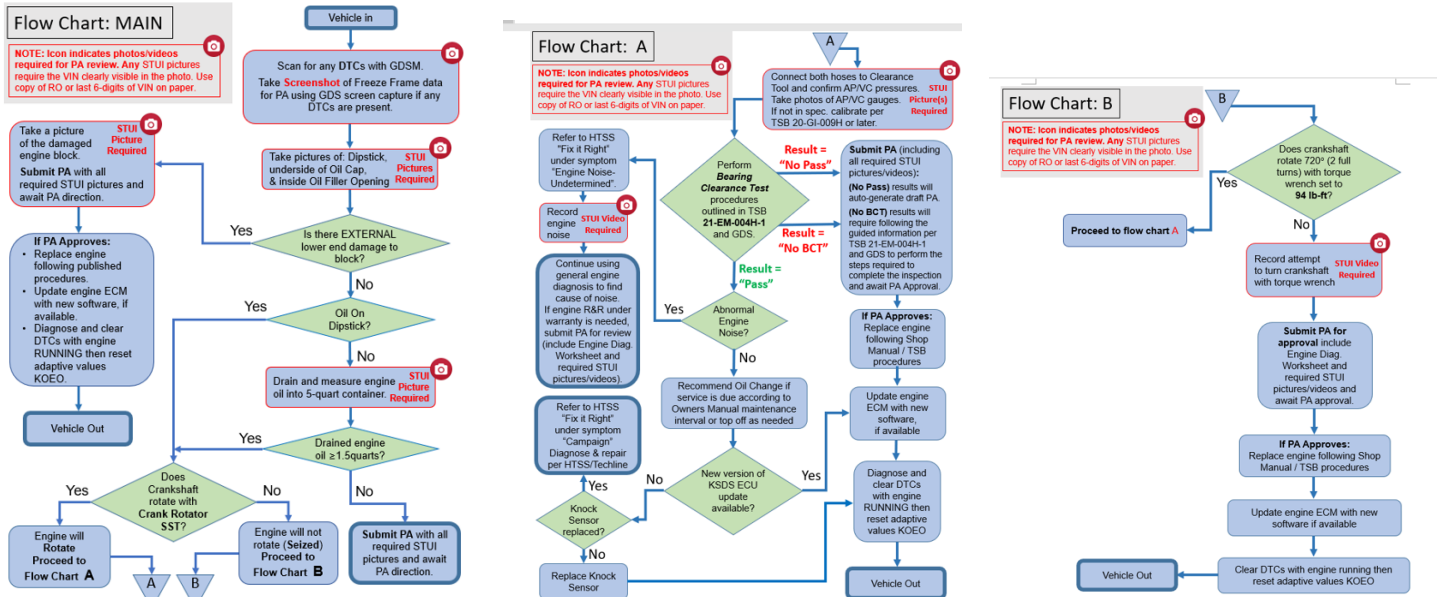 Flow Chart: MAIN
NOTE: Icon indicates photos/videos
required for PA review. Any STUI pictures
require the VIN clearly visible in the photo. Use
copy of RO or last 6-digits of VIN on paper.
Vehicle in
Scan for any DTCs with GDSM.
Take Screenshot of Freeze Frame data
for PA using GDS screen capture if any
DTCs are present.
Take pictures of: Dipstick,
underside of Oil Cap,
& inside Oil Filler Opening
STUI
Pictures
Required
Is there EXTERNAL
lower end damage to
block?
Yes
No
Take a picture
of the damaged
engine block.
STUI
Picture
Required
Submit PA with all
required STUI pictures and
await PA direction.
If PA Approves:
• Replace engine
following published
procedures.
• Update engine ECM
with new software, if
available.
• Diagnose and clear
DTCs with engine
RUNNING then reset
adaptive values
KOEO.
Vehicle Out
Oil On
Dipstick?
Yes
No
Drain and measure engine
oil into 5-quart container.
STUI
Picture
Required
Drained engine
oil ≥1.5quarts?
Yes
No
Submit PA with all
required STUI
pictures and await
PA direction.
Does
Crankshaft
rotate with
Crank Rotator
SST?
Yes
No
Engine will
Rotate
Proceed to
Flow Chart A
Engine will not
rotate (Seized)
Proceed to
Flow Chart B
A
B
Flow Chart: A
NOTE: Icon indicates photos/videos
required for PA review. Any STUI pictures
require the VIN clearly visible in the photo. Use
copy of RO or last 6-digits of VIN on paper.
A
Connect both hoses to Clearance
Tool and confirm AP/VC pressures.
Take photos of AP/VC gauges.
If not in spec. calibrate per
TSB 20-GI-009H or later.
STUI
Picture(s)
Required
Perform
Bearing
Clearance Test
procedures
outlined in TSB
21-EM-004H-1
and GDS.
Result =
“No Pass”
Result =
“No BCT”
Result =
“Pass”
Submit PA (including
all required STUI
pictures/videos):
(No Pass) results will
auto-generate draft PA.
(No BCT) results will
require following the
guided information per
TSB 21-EM-004H-1
and GDS to perform the
steps required to
complete the inspection
and await PA Approval.
If PA Approves:
Replace engine
following Shop
Manual / TSB
procedures
Update engine
ECM with new
software,
if available
Diagnose and
clear DTCs
with engine
RUNNING then
reset adaptive
values KOEO
Vehicle Out
Abnormal
Engine
Noise?
Yes
No
Refer to HTSS
"Fix it Right"
under symptom
"Engine Noise-
Undetermined".
Record
engine
noise
STUI Video
Required
Continue using
general engine
diagnosis to find
cause of noise.
If engine R&R under
warranty is needed,
submit PA for review
(include Engine Diag.
Worksheet and
required STUI
pictures/videos).
Recommend Oil Change if
service is due according to
Owners Manual maintenance
interval or top off as needed
New version of
KSDS ECU
update
available?
Yes
No
Refer to HTSS
"Fix it Right"
under symptom
"Campaign"
Diagnose & repair
per HTSS/Techline
Yes
Knock
Sensor
replaced?
No
Replace Knock
Sensor
Flow Chart: B
NOTE: Icon indicates photos/videos
required for PA review. Any STUI pictures
require the VIN clearly visible in the photo. Use
copy of RO or last 6-digits of VIN on paper.
B
Does crankshaft
rotate 720° (2 full
turns) with torque
wrench set to
94 lb-ft?
Yes
No
Proceed to flow chart A
Record attempt
to turn crankshaft
with torque wrench
STUI Video
Required
Submit PA for
approval include
Engine Diag.
Worksheet and
required STUI
pictures/videos and
await PA approval.
If PA Approves:
Replace engine following Shop
Manual / TSB procedures
Update engine ECM with new
software if available
Clear DTCs with engine running then
reset adaptive values KOEO
Vehicle Out